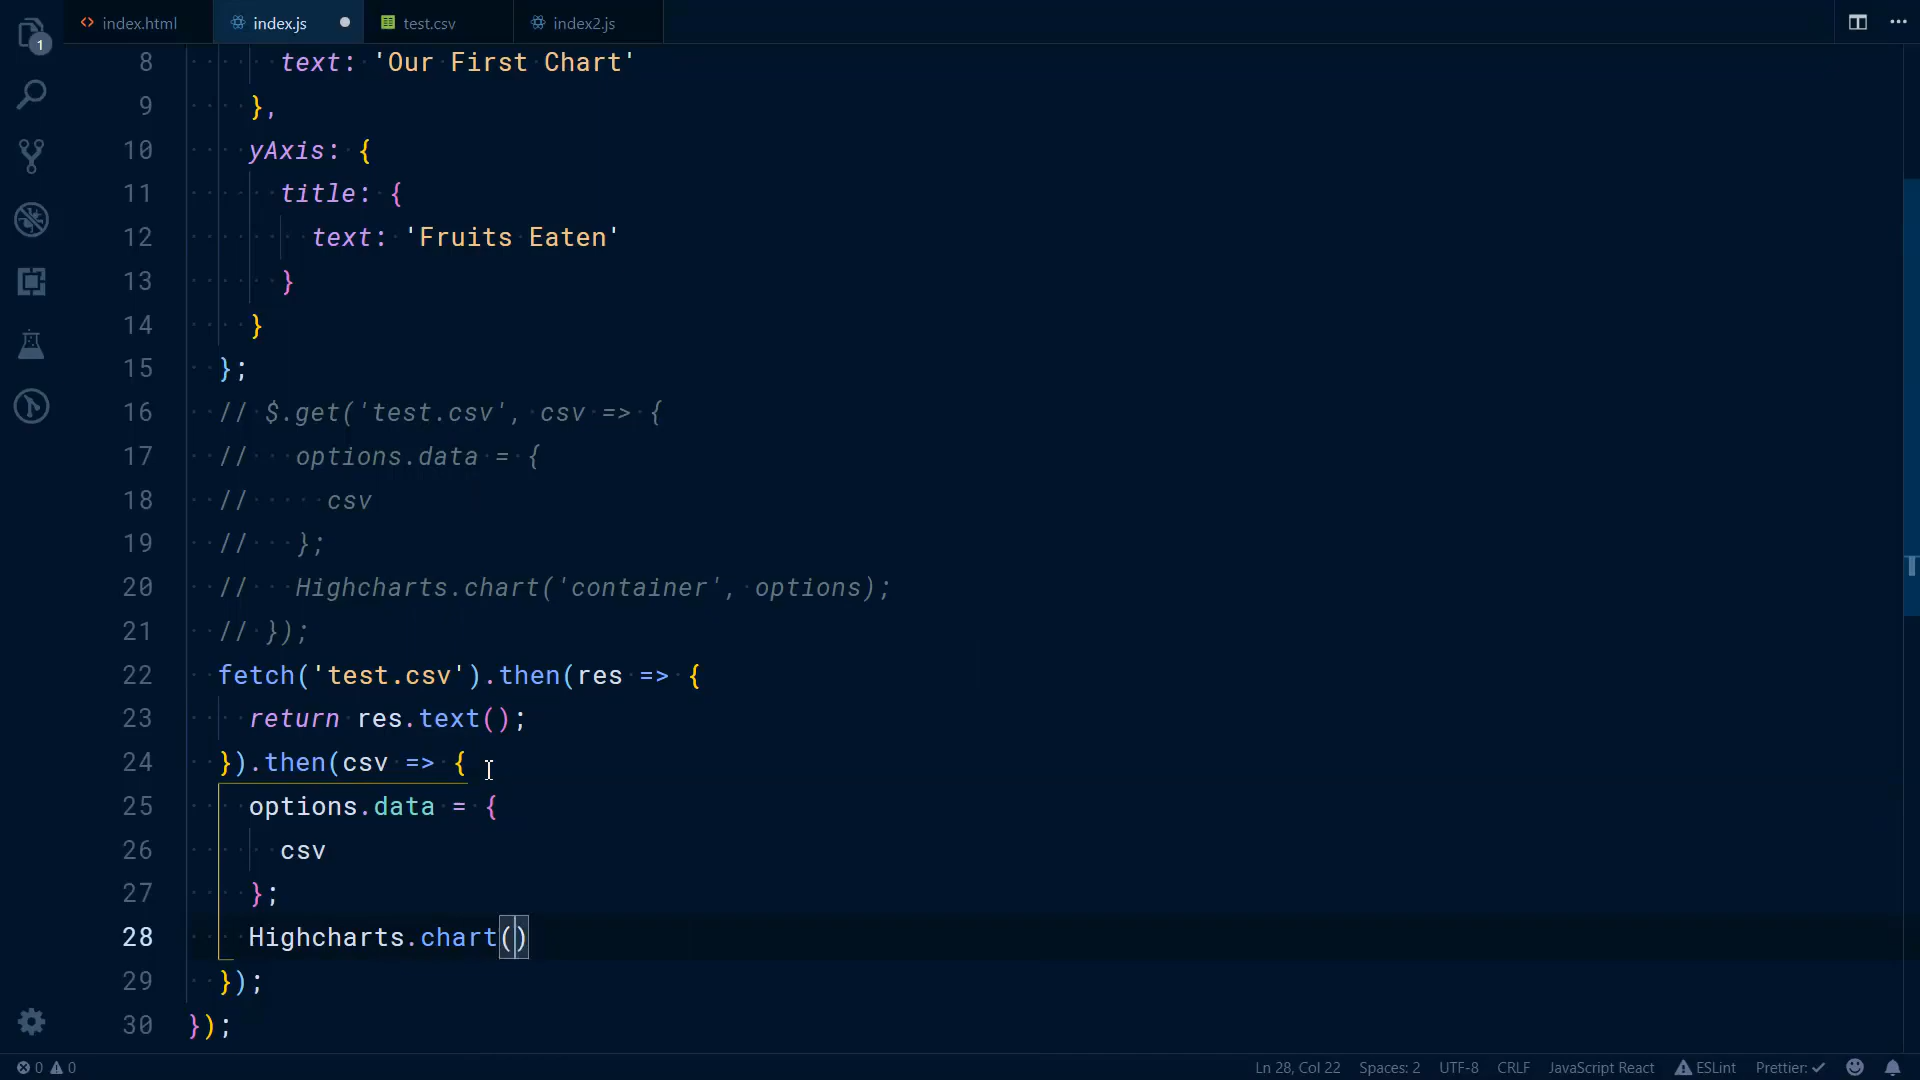 index.html index.js test.csv index2.js
1
8 text: 'Our First Chart'
9 },
10 yAxis: {
11 title: {
12 text: 'Fruits Eaten'
13 }
14 }
15 };
16 // $.get('test.csv', csv => {
17 // options.data = {
18 // csv
19 // };
20 // Highcharts.chart('container', options);
21 // });
22 fetch('test.csv').then(res => {
23 return res.text();
24 }).then(csv => {
25 options.data = {
26 csv
27 };
28 Highcharts.chart()
29 });
30 });
0 0 Ln 28, Col 22 Spaces: 2 UTF-8 CRLF JavaScript React ESLint Prettier: ✓